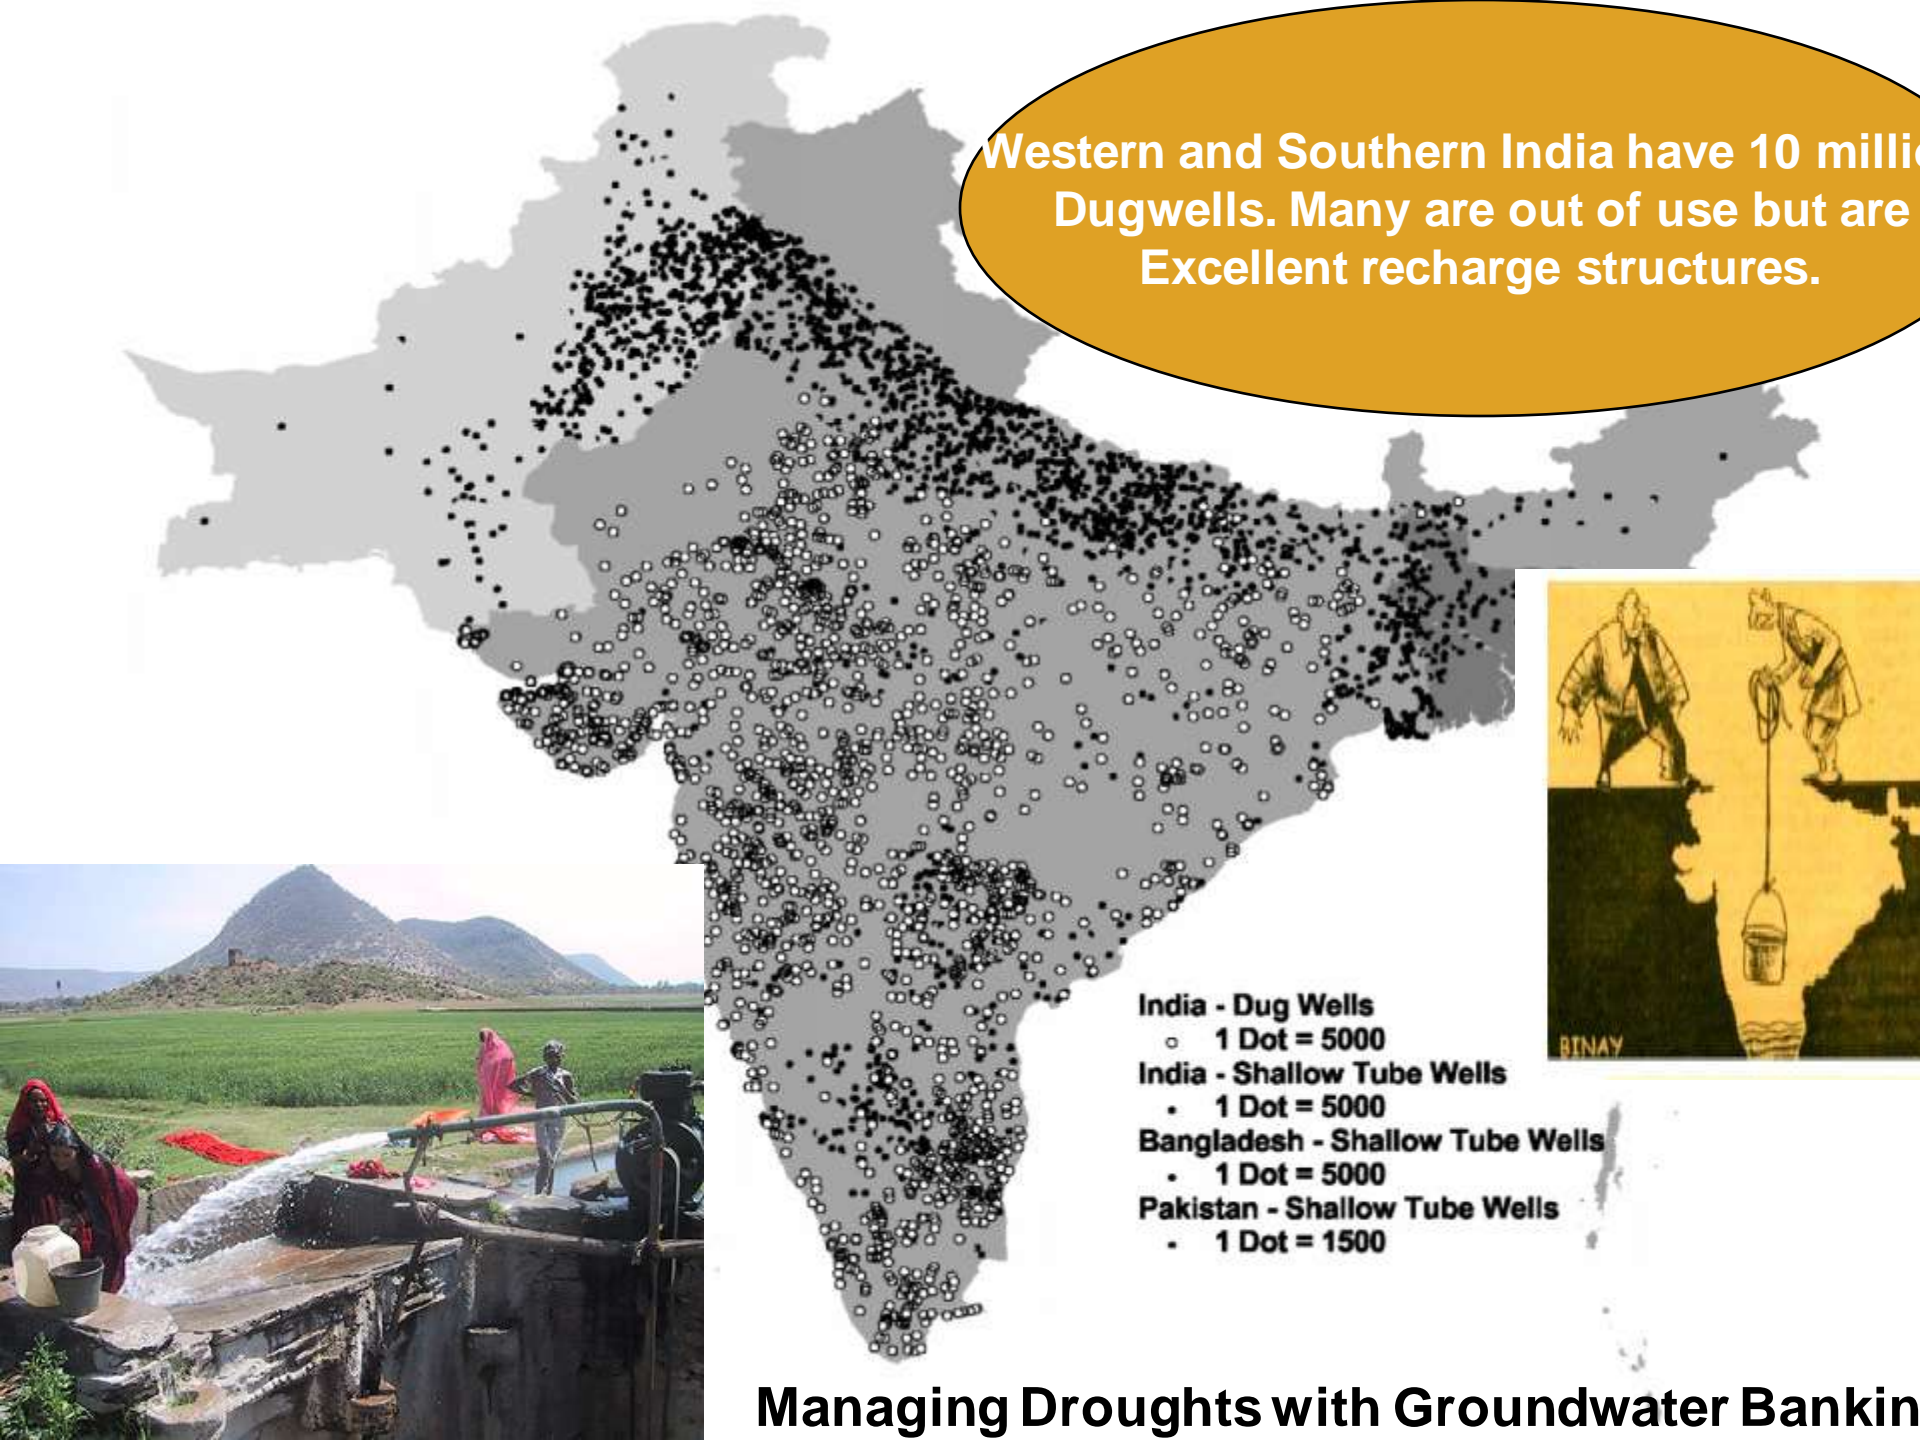 Western and Southern India have 10 millio
Dugwells. Many are out of use but are
Excellent recharge structures.
India - Dug Wells
1 Dot = 5000
India - Shallow Tube Wells
1 Dot = 5000
Bangladesh - Shallow Tube Wells
1 Dot = 5000
Pakistan - Shallow Tube Wells
1 Dot = 1500
BINAY
Managing Droughts with Groundwater Bankin